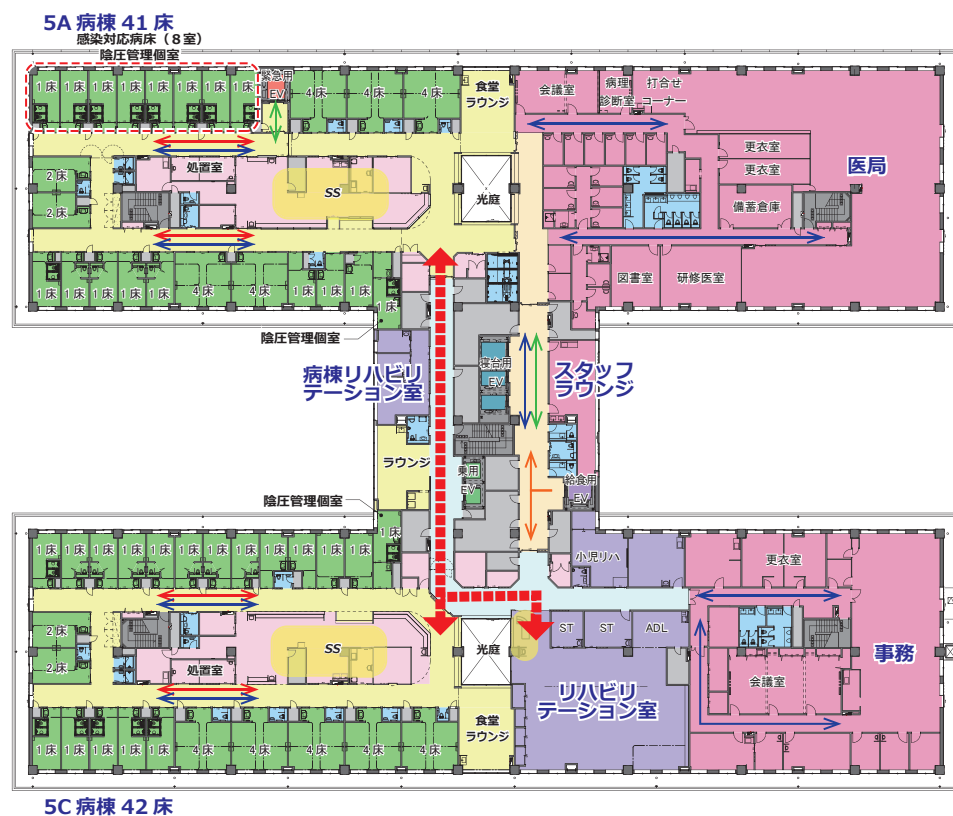 5A 病棟 41 床
感染対応病床（８室）
陰圧管理個室
1床
1床
1床
1床
1床
1床
1床
1床
緊急用
EV
4床
4床
4床
食堂
ラウンジ
会議室
病理
診断室
打合せ
コーナー
更衣室
更衣室
医局
備蓄倉庫
処置室
SS
光庭
2床
2床
1床
1床
1床
1床
4床
4床
1床
1床
1床
1床
図書室
研修医室
陰圧管理個室
病棟リハビリ
テーション室
寝台用
EV
スタッフ
ラウンジ
ラウンジ
乗用
EV
給食用
EV
陰圧管理個室
1床
1床
1床
1床
1床
1床
1床
1床
1床
1床
1床
小児リハ
更衣室
2床
2床
処置室
SS
光庭
ST
ST
ADL
事務
会議室
リハビリ
テーション室
1床
1床
1床
1床
4床
4床
4床
4床
4床
食堂
ラウンジ
5C 病棟 42 床